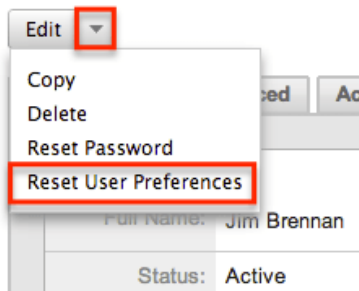 Edit
Copy
Delete
Reset Password
Reset User Preferences
Full Name: Jim Brennan
Status: Active